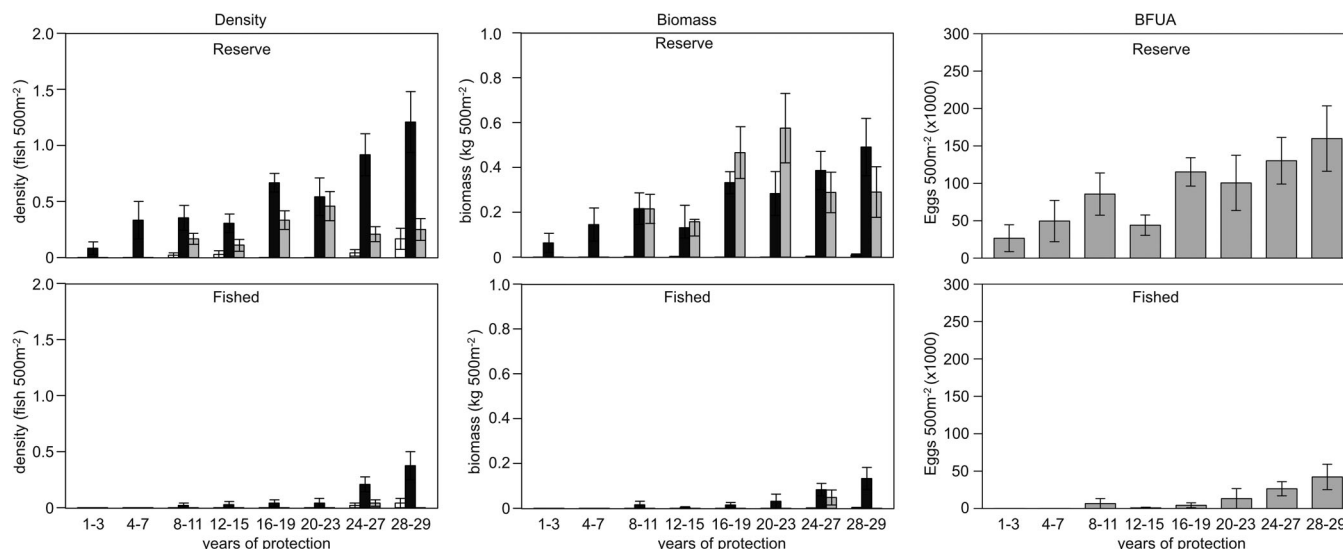 Density
Reserve
density (fish 500m⁻²)
2.0
1.5
1.0
0.5
0
Fished
density (fish 500m⁻²)
2.0
1.5
1.0
0.5
0
1-3 4-7 8-11 12-15 16-19 20-23 24-27 28-29
years of protection
Biomass
Reserve
biomass (kg 500m⁻²)
1.0
0.8
0.6
0.4
0.2
0
Fished
biomass (kg 500m⁻²)
1.0
0.8
0.6
0.4
0.2
0
1-3 4-7 8-11 12-15 16-19 20-23 24-27 28-29
years of protection
BFUA
Reserve
Eggs 500m⁻² (x1000)
300
250
200
150
100
50
0
Fished
Eggs 500m⁻² (x1000)
300
250
200
150
100
50
0
1-3 4-7 8-11 12-15 16-19 20-23 24-27 28-29
years of protection